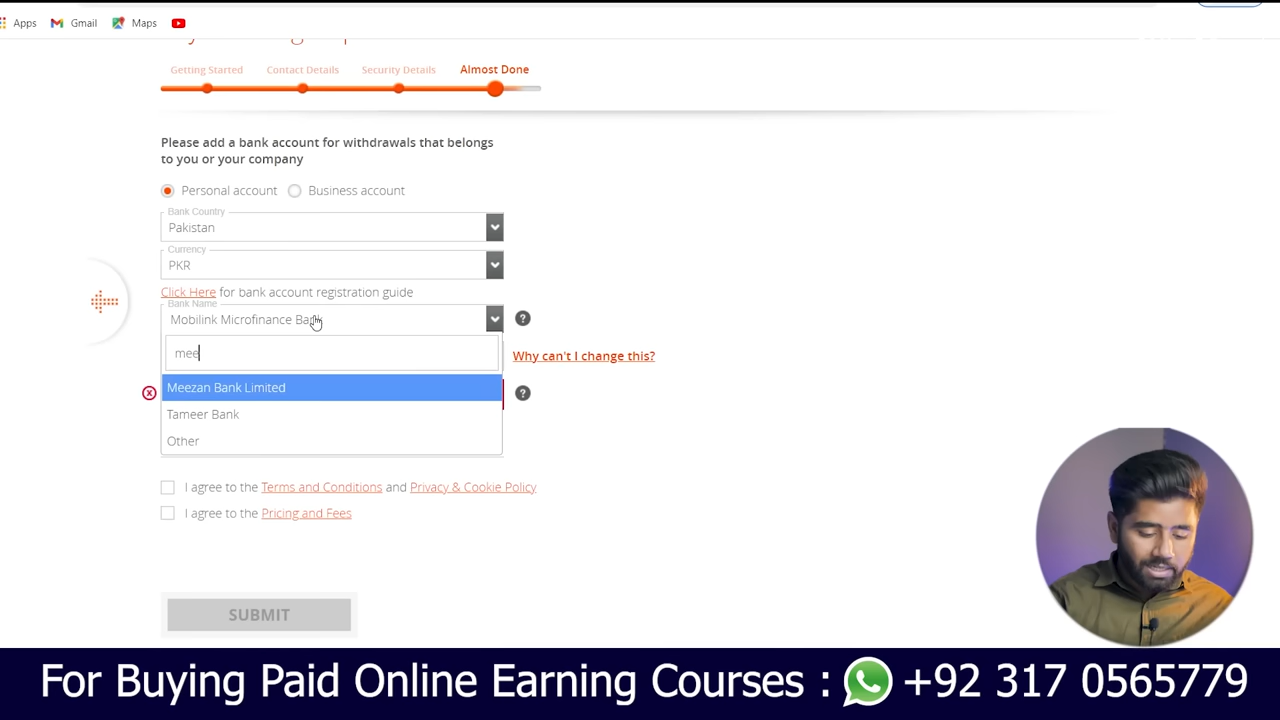 Apps Gmail Maps
Getting Started Contact Details Security Details Almost Done
Please add a bank account for withdrawals that belongs
to you or your company
Personal account Business account
Bank Country
Pakistan
Currency
PKR
Click Here for bank account registration guide
Bank Name
Mobilink Microfinance Bank
mee
Why can't I change this?
Meezan Bank Limited
Tameer Bank
Other
I agree to the Terms and Conditions and Privacy & Cookie Policy
I agree to the Pricing and Fees
SUBMIT
For Buying Paid Online Earning Courses : +92 317 0565779